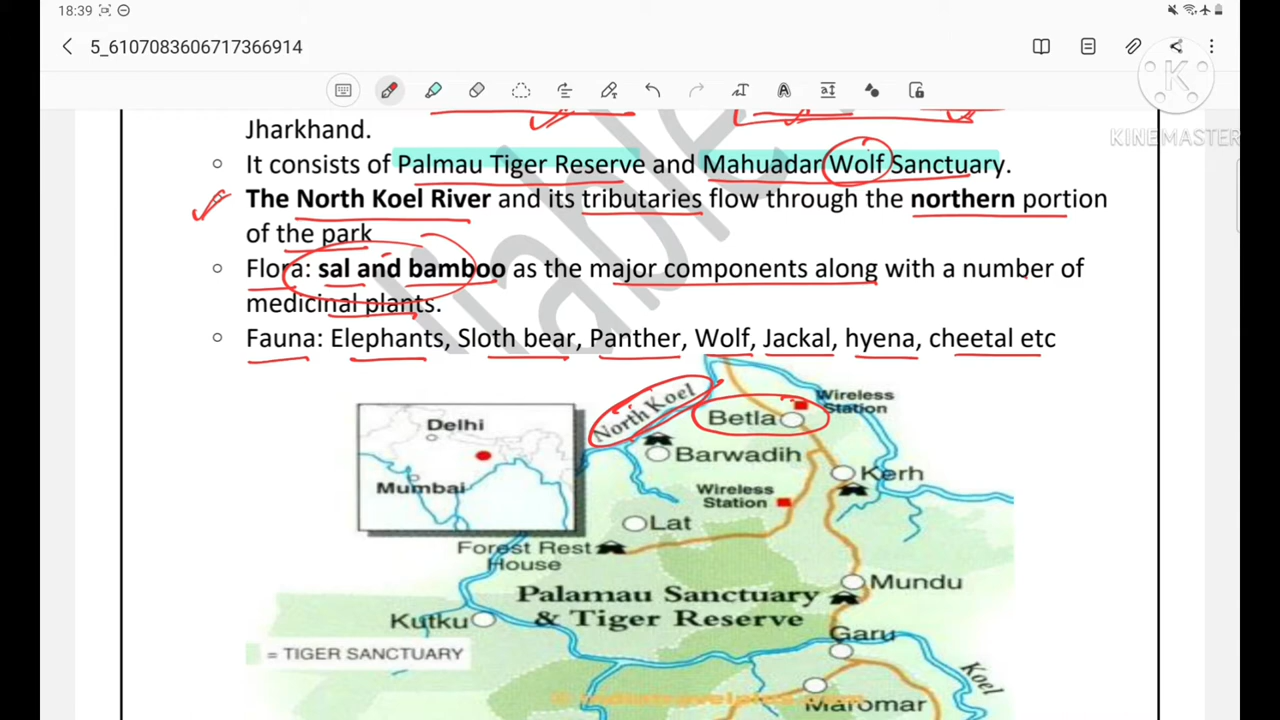 18:39
5_6107083606717366914
KINEMASTER
Jharkhand.
○ It consists of Palmau Tiger Reserve and Mahuadar Wolf Sanctuary.
The North Koel River and its tributaries flow through the northern portion
of the park
○ Flora: sal and bamboo as the major components along with a number of
medicinal plants.
○ Fauna: Elephants, Sloth bear, Panther, Wolf, Jackal, hyena, cheetal etc
Delhi
Mumbai
North Koel
Betla
Wireless
Station
Barwadih
Kerh
Wireless
Station
Lat
Forest Rest
House
Mundu
Palamau Sanctuary
& Tiger Reserve
Kutku
Garu
= TIGER SANCTUARY
Koel
Maromar